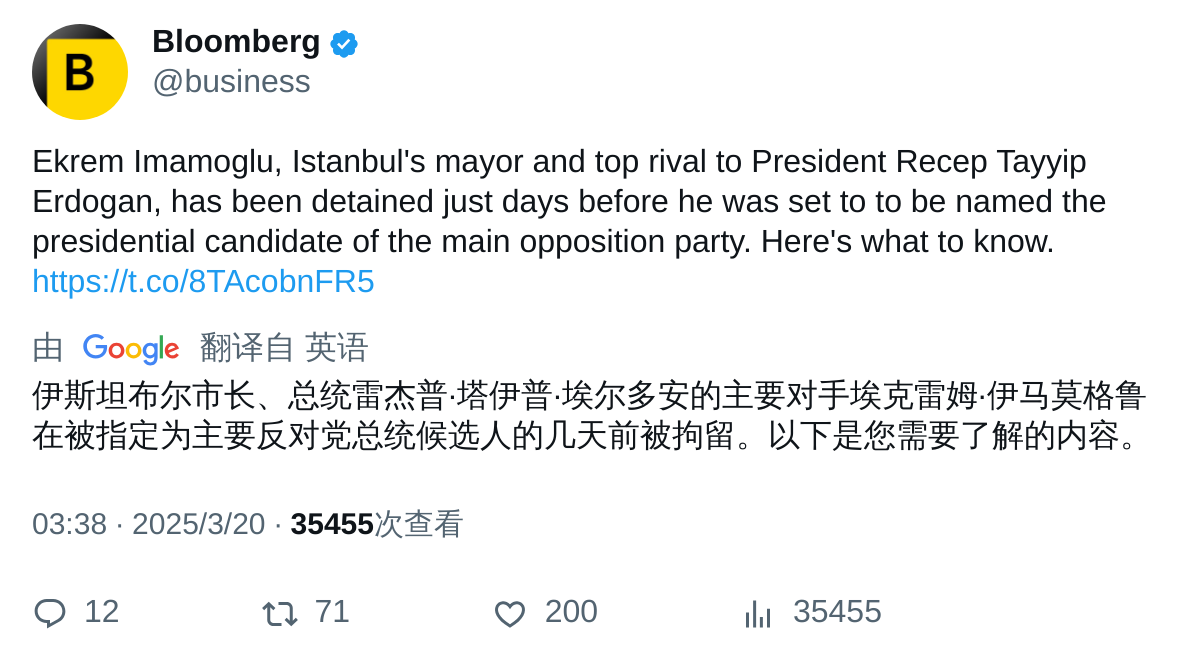 B
Bloomberg
@business
Ekrem Imamoglu, Istanbul's mayor and top rival to President Recep Tayyip
Erdogan, has been detained just days before he was set to to be named the
presidential candidate of the main opposition party. Here's what to know.
https://t.co/8TAcobnFR5
由 Google 翻译自 英语
伊斯坦布尔市长、总统雷杰普·塔伊普·埃尔多安的主要对手埃克雷姆·伊马莫格鲁
在被指定为主要反对党总统候选人的几天前被拘留。以下是您需要了解的内容。
03:38 · 2025/3/20 · 35455次查看
12 71 200 35455